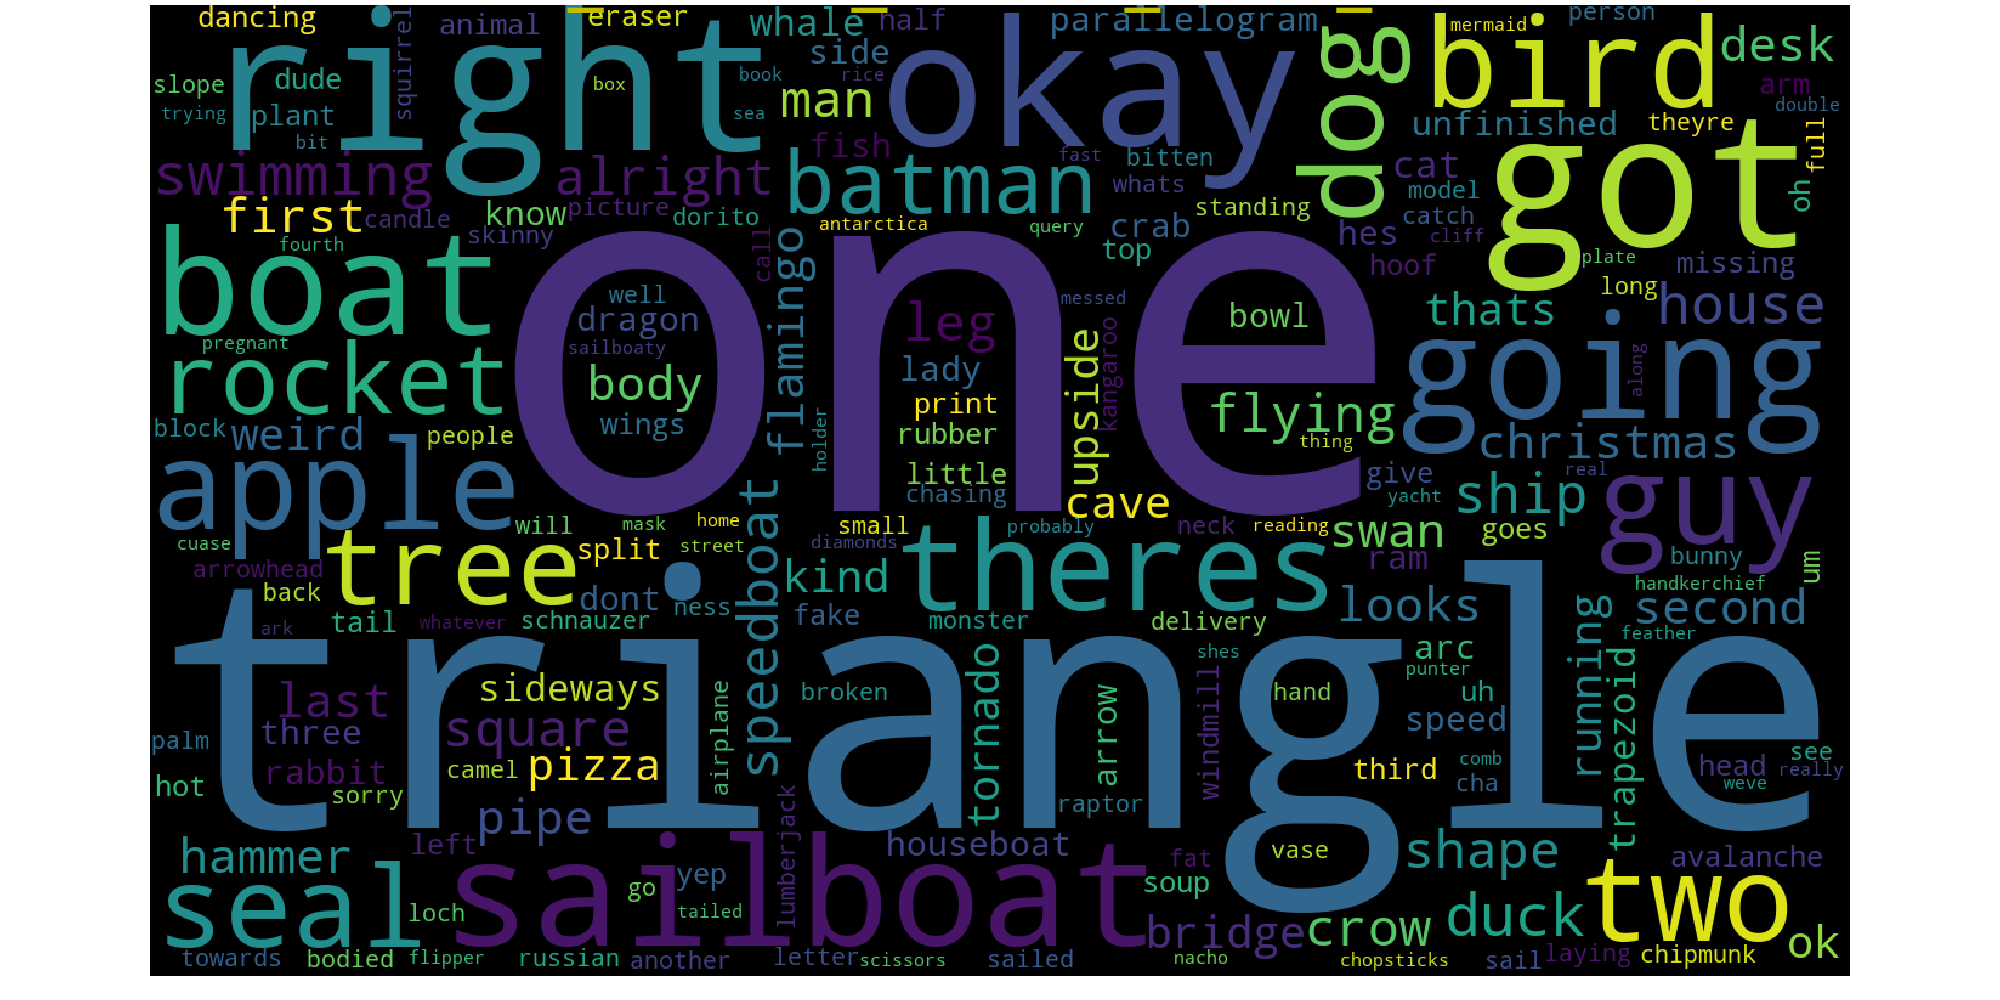 dancing
eraser
whale
half
parallelogram
person
mermaid
animal
squirrel
right
okay
side
dog
bird
desk
slope
dude
box
book
rice
man
arm
double
trying
plant
sea
unfinished
theyre
full
bit
fish
fast
bitten
cat
got
swimming
alright
batman
whats
model
oh
first
candle
know
picture
dorito
antarctica
query
crab
standing
catch
cliff
fourth
skinny
call
flamingo
top
hes
hoof
plate
missing
boat
one
well
dragon
leg
messed
bowl
thats
long
house
pregnant
sailboaty
upside
kangaroo
going
along
rocket
body
lady
print
flying
wings
rubber
thing
christmas
block
weird
people
holder
little
chasing
cave
give
real
yacht
ship
guy
apple
speedboat
will
mask
home
small
probably
neck
reading
swan
goes
cuase
tree
split
street
diamonds
theres
ram
bunny
um
arrowhead
back
dont
ness
kind
looks
handkerchief
second
ark
tail
whatever
schnauzer
fake
monster
delivery
running
feather
triangle
tornado
shes
arc
punter
trapezoid
last
sideways
broken
arrow
windmill
hand
uh
three
square
airplane
speed
palm
see
rabbit
camel
pizza
third
comb
cha
head
really
weve
hot
sorry
lumberjack
raptor
pipe
hammer
left
houseboat
vase
shape
avalanche
seal
sailboat
go
yep
fat
soup
two
loch
tailed
bridge
crow
duck
ok
towards
bodied
flipper
russian
another
letter
scissors
sailed
nacho
chopsticks
sail
laying
chipmunk